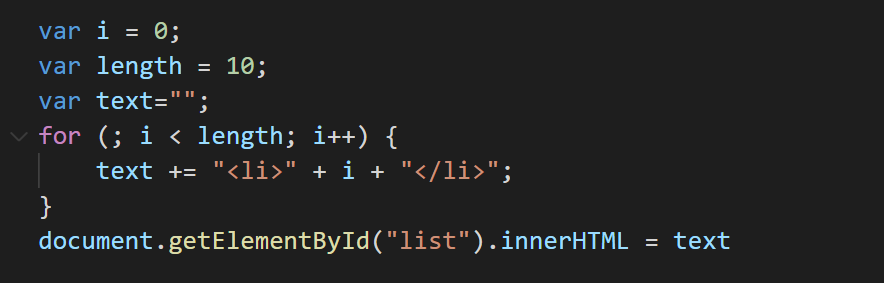 var i = 0;
var length = 10;
var text="";
for (; i < length; i++) {
    text += "<li>" + i + "</li>";
}
document.getElementById("list").innerHTML = text